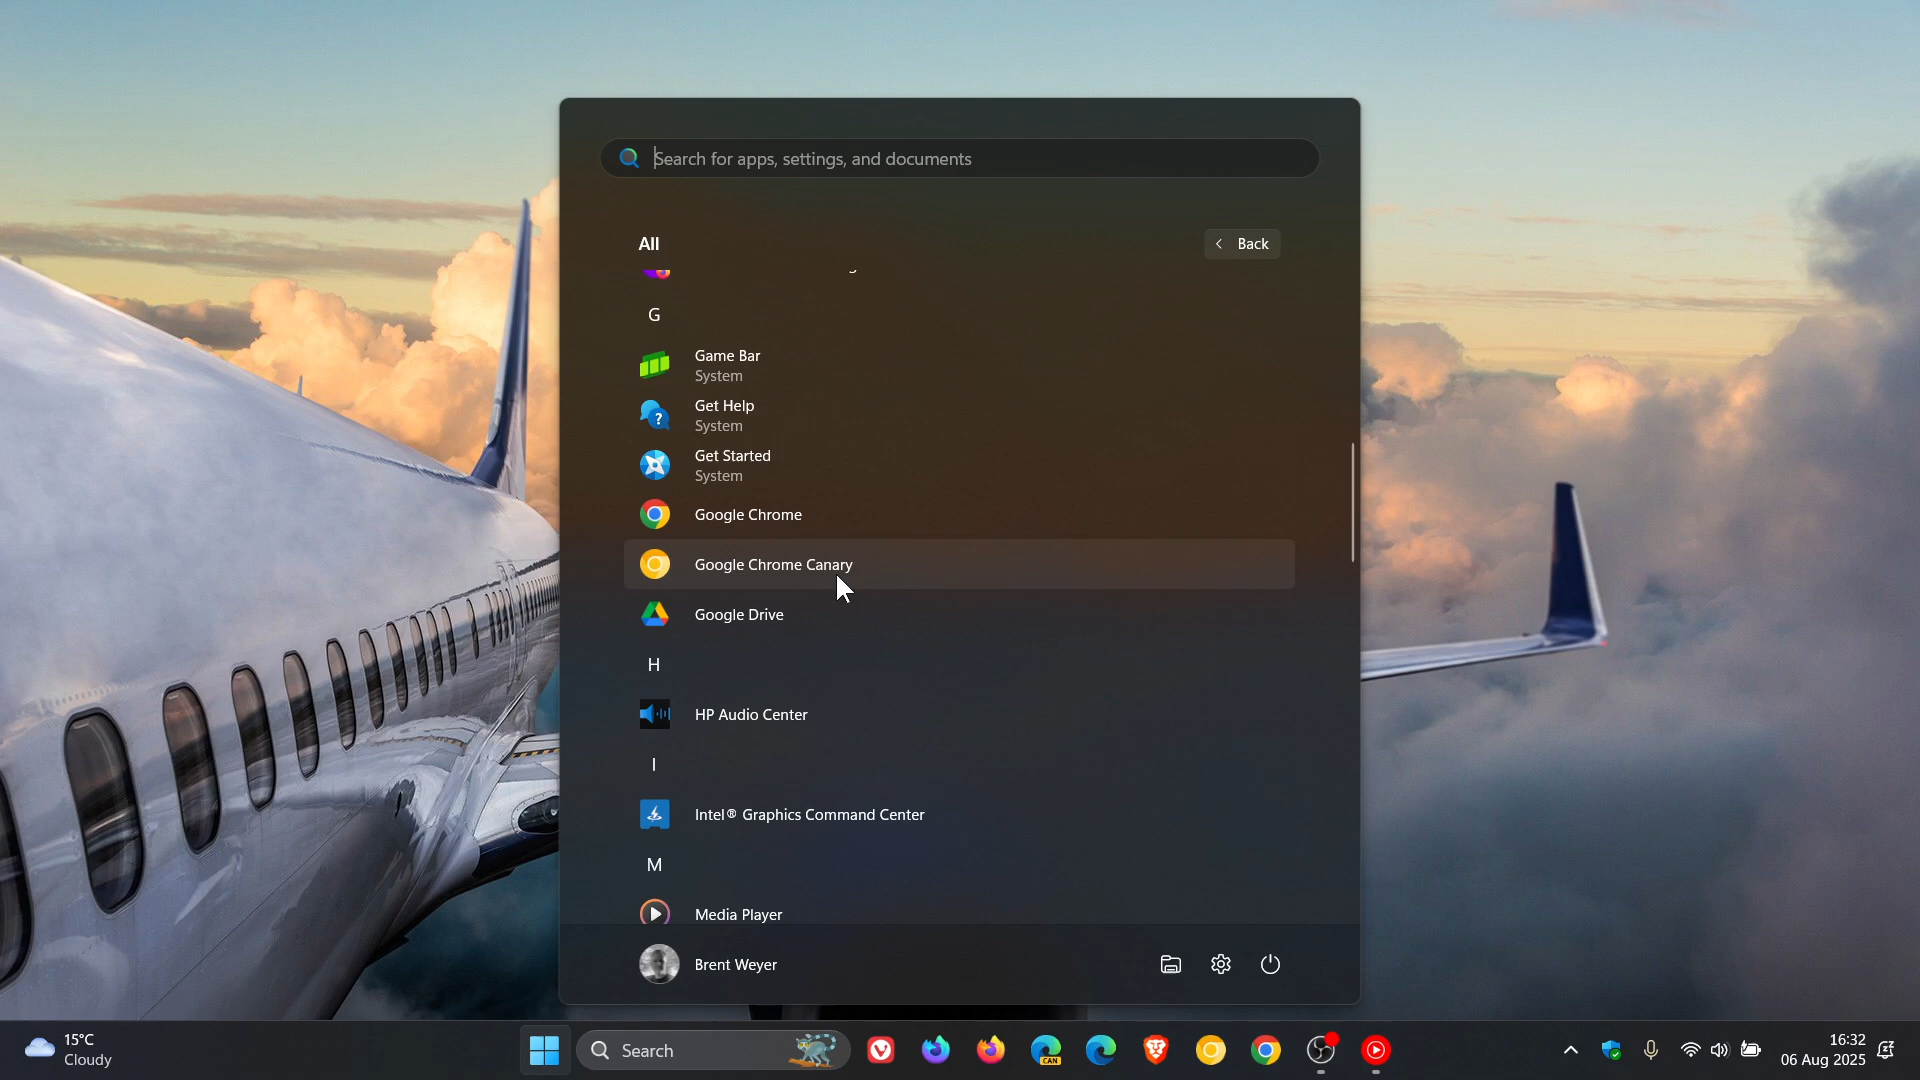 Search for apps, settings, and documents
All
Back
G
Game Bar
System
Get Help
System
Get Started
System
Google Chrome
Google Chrome Canary
Google Drive
H
HP Audio Center
I
Intel® Graphics Command Center
M
Media Player
Brent Weyer
15°C
Cloudy
Search
CAN
16:32
06 Aug 2025